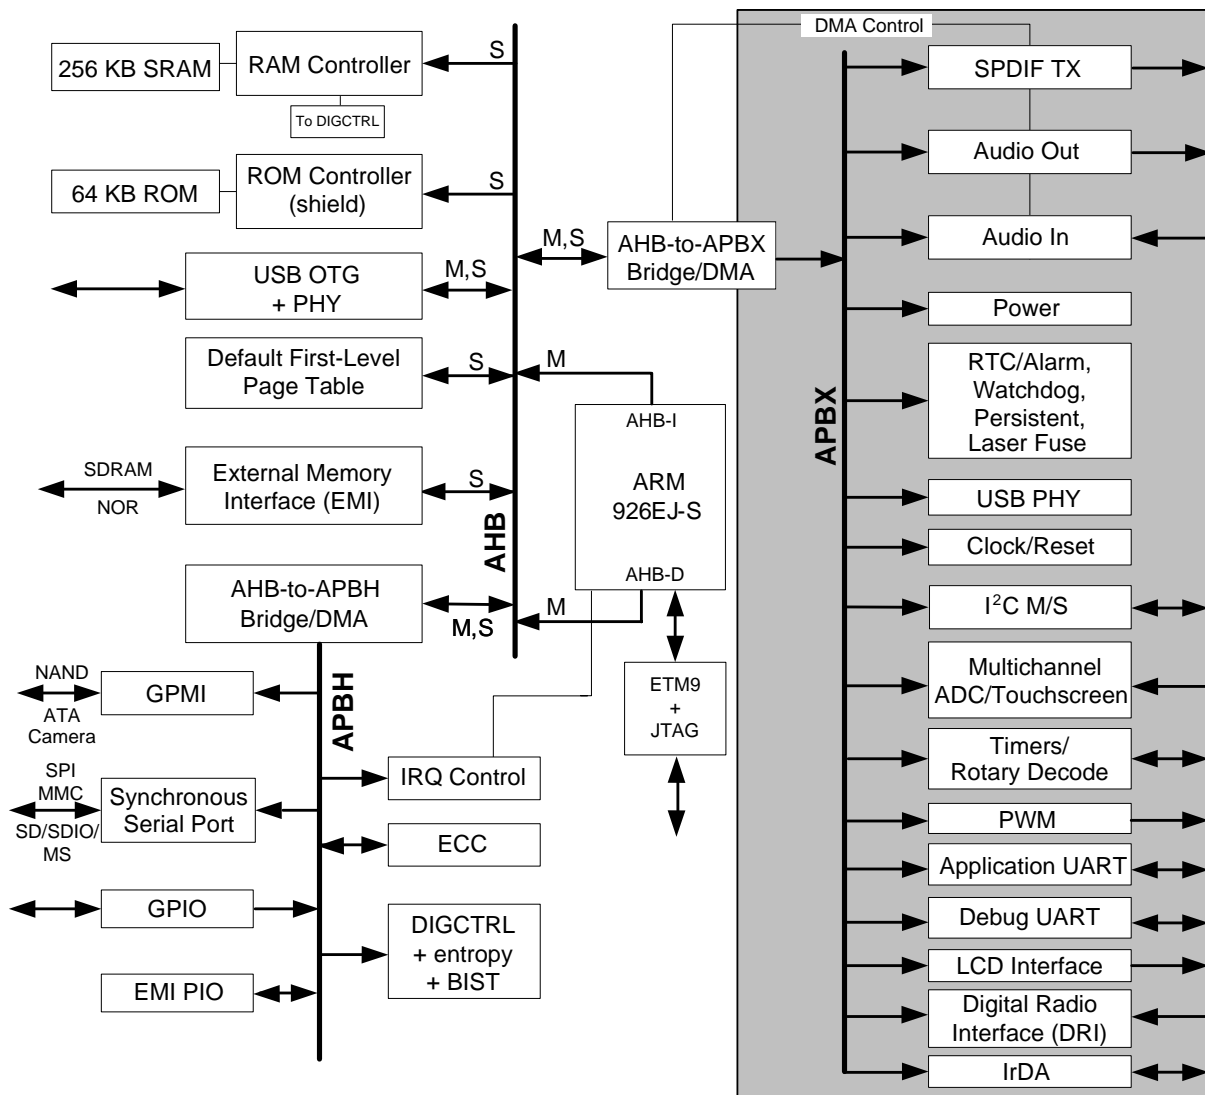 DMA Control
256 KB SRAM
RAM Controller
S
To DIGCTRL
64 KB ROM
ROM Controller
(shield)
S
USB OTG
+ PHY
M,S
Default First-Level
Page Table
S
SDRAM
NOR
External Memory
Interface (EMI)
S
AHB
AHB-to-APBH
Bridge/DMA
M,S
M,S
AHB-to-APBX
Bridge/DMA
M
AHB-I
ARM
926EJ-S
AHB-D
M
ETM9
+
JTAG
NAND
ATA
Camera
GPMI
APBH
SPI
MMC
SD/SDIO/
MS
Synchronous
Serial Port
GPIO
EMI PIO
IRQ Control
ECC
DIGCTRL
+ entropy
+ BIST
APBX
SPDIF TX
Audio Out
Audio In
Power
RTC/Alarm,
Watchdog,
Persistent,
Laser Fuse
USB PHY
Clock/Reset
I²C M/S
Multichannel
ADC/Touchscreen
Timers/
Rotary Decode
PWM
Application UART
Debug UART
LCD Interface
Digital Radio
Interface (DRI)
IrDA